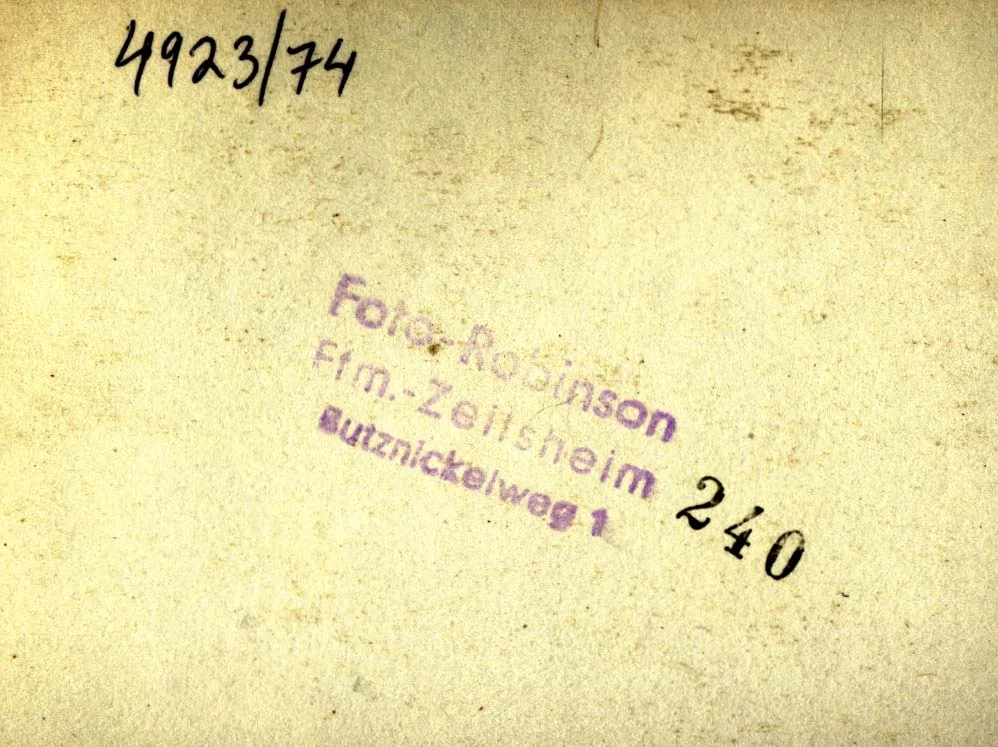 4923/74
Foto-Robinson
Ffm.-Zeilsheim
Butznickelweg 1
240